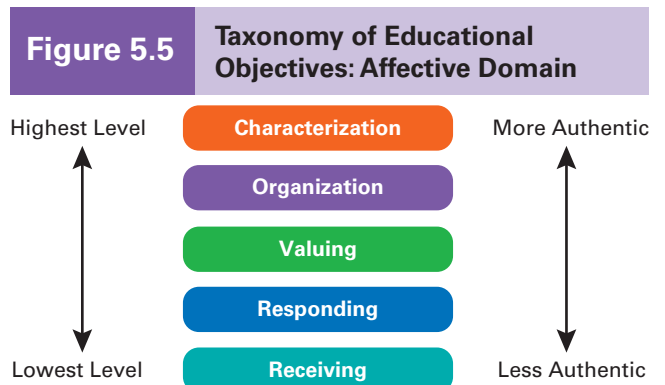 Figure 5.5
Taxonomy of Educational
Objectives: Affective Domain
Highest Level
Characterization
More Authentic
Organization
Valuing
Responding
Lowest Level
Receiving
Less Authentic